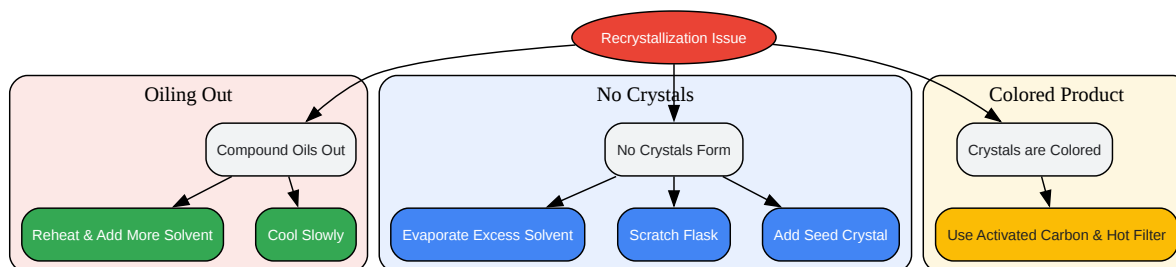 Recrystallization Issue
Oiling Out
No Crystals
Colored Product
Compound Oils Out
No Crystals Form
Crystals are Colored
Reheat & Add More Solvent
Cool Slowly
Evaporate Excess Solvent
Scratch Flask
Add Seed Crystal
Use Activated Carbon & Hot Filter